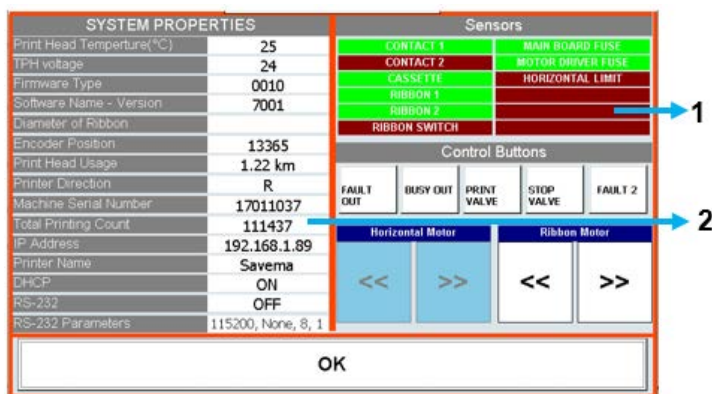 SYSTEM PROPERTIES
Print Head Temperture(°C) 25
TPH voltage 24
Firmware Type 0010
Software Name - Version 7001
Diameter of Ribbon
Encoder Position 13365
Print Head Usage 1.22 km
Printer Direction R
Machine Serial Number 17011037
Total Printing Count 111437
IP Address 192.168.1.89
Printer Name Savema
DHCP ON
RS-232 OFF
RS-232 Parameters 115200, None, 8, 1
Sensors
CONTACT 1 MAIN BOARD FUSE
CONTACT 2 MOTOR DRIVER FUSE
CASSETTE HORIZONTAL LIMIT
RIBBON 1
RIBBON 2
RIBBON SWITCH
1
Control Buttons
FAULT OUT BUSY OUT PRINT VALVE STOP VALVE FAULT 2
2
Horizontal Motor Ribbon Motor
<< >> << >>
OK